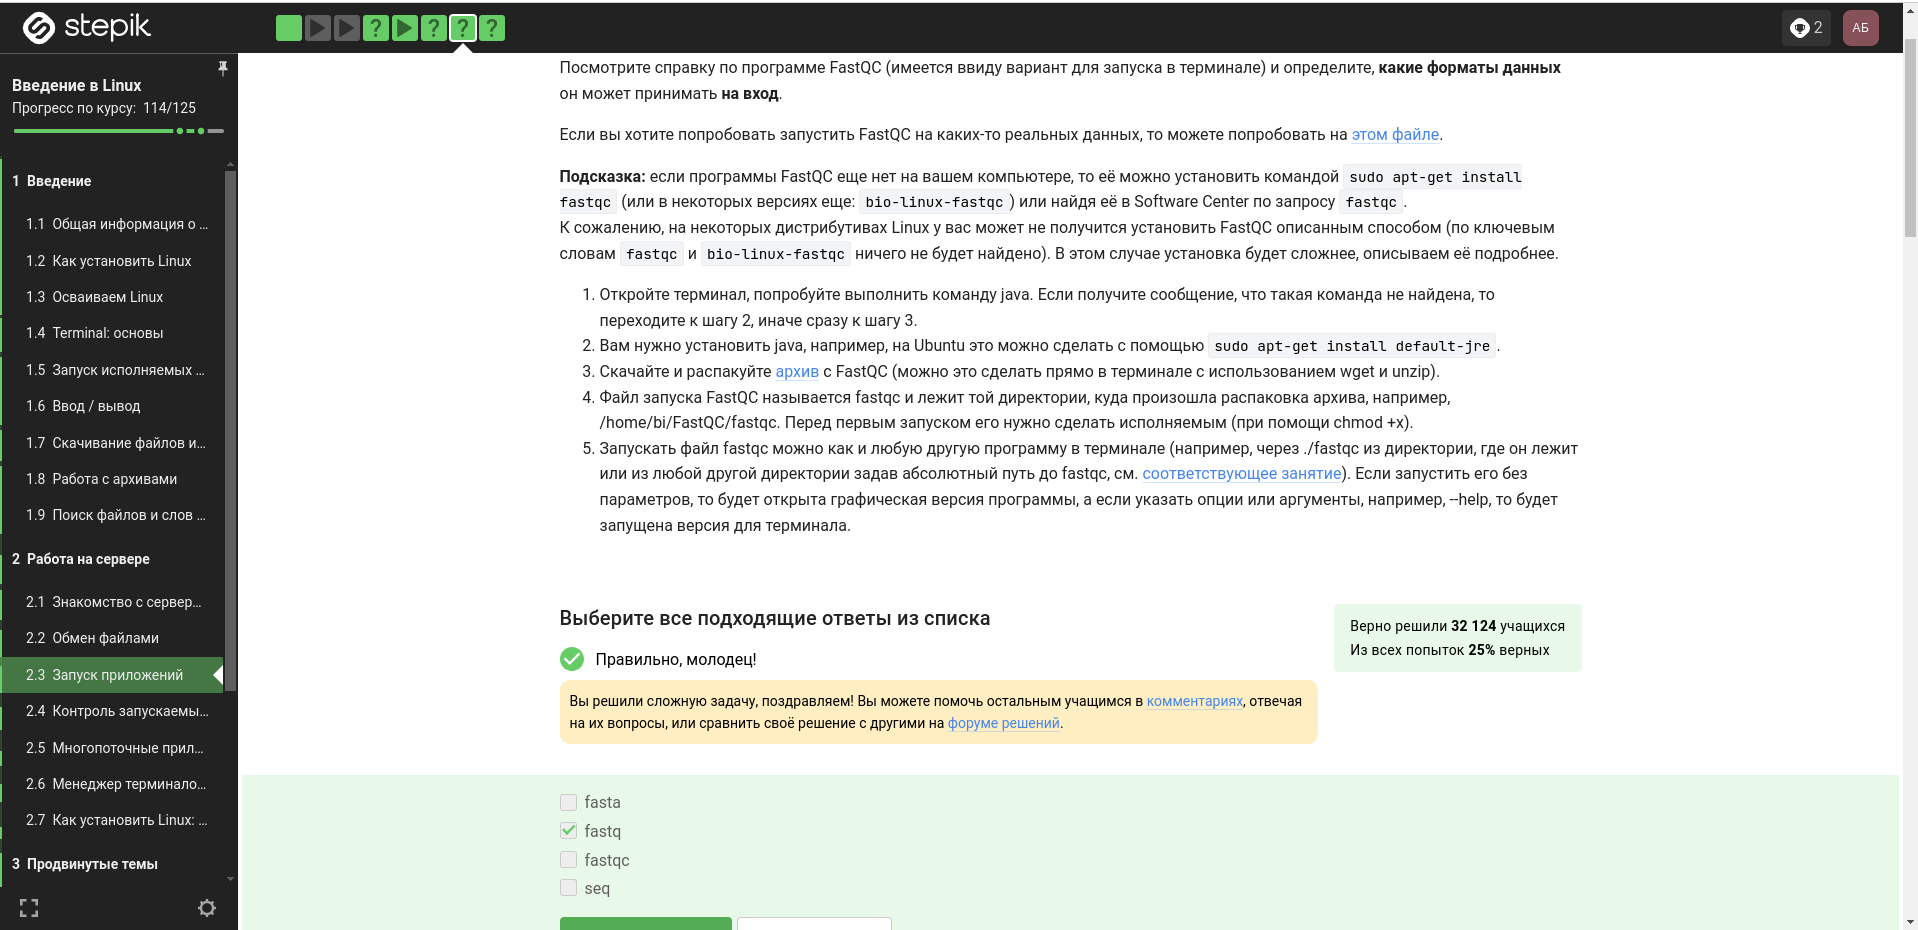 stepik
? ? ? ?
2
АБ
Введение в Linux
Прогресс по курсу: 114/125
1 Введение
1.1 Общая информация о ...
1.2 Как установить Linux
1.3 Осваиваем Linux
1.4 Terminal: основы
1.5 Запуск исполняемых ...
1.6 Ввод / вывод
1.7 Скачивание файлов и...
1.8 Работа с архивами
1.9 Поиск файлов и слов ...
2 Работа на сервере
2.1 Знакомство с сервер...
2.2 Обмен файлами
2.3 Запуск приложений
2.4 Контроль запускаемы...
2.5 Многопоточные прил...
2.6 Менеджер терминало...
2.7 Как установить Linux: ...
3 Продвинутые темы
Посмотрите справку по программе FastQC (имеется ввиду вариант для запуска в терминале) и определите, какие форматы данных
он может принимать на вход.
Если вы хотите попробовать запустить FastQC на каких-то реальных данных, то можете попробовать на этом файле.
Подсказка: если программы FastQC еще нет на вашем компьютере, то её можно установить командой sudo apt-get install
fastqc (или в некоторых версиях еще: bio-linux-fastqc ) или найдя её в Software Center по запросу fastqc .
К сожалению, на некоторых дистрибутивах Linux у вас может не получится установить FastQC описанным способом (по ключевым
словам fastqc и bio-linux-fastqc ничего не будет найдено). В этом случае установка будет сложнее, описываем её подробнее.
1. Откройте терминал, попробуйте выполнить команду java. Если получите сообщение, что такая команда не найдена, то
переходите к шагу 2, иначе сразу к шагу 3.
2. Вам нужно установить java, например, на Ubuntu это можно сделать с помощью sudo apt-get install default-jre .
3. Скачайте и распакуйте архив с FastQC (можно это сделать прямо в терминале с использованием wget и unzip).
4. Файл запуска FastQC называется fastqc и лежит той директории, куда произошла распаковка архива, например,
/home/bi/FastQC/fastqc. Перед первым запуском его нужно сделать исполняемым (при помощи chmod +x).
5. Запускать файл fastqc можно как и любую другую программу в терминале (например, через ./fastqc из директории, где он лежит
или из любой другой директории задав абсолютный путь до fastqc, см. соответствующее занятие). Если запустить его без
параметров, то будет открыта графическая версия программы, а если указать опции или аргументы, например, --help, то будет
запущена версия для терминала.
Выберите все подходящие ответы из списка
Правильно, молодец!
Верно решили 32 124 учащихся
Из всех попыток 25% верных
Вы решили сложную задачу, поздравляем! Вы можете помочь остальным учащимся в комментариях, отвечая
на их вопросы, или сравнить своё решение с другими на форуме решений.
fasta
fastq
fastqc
seq